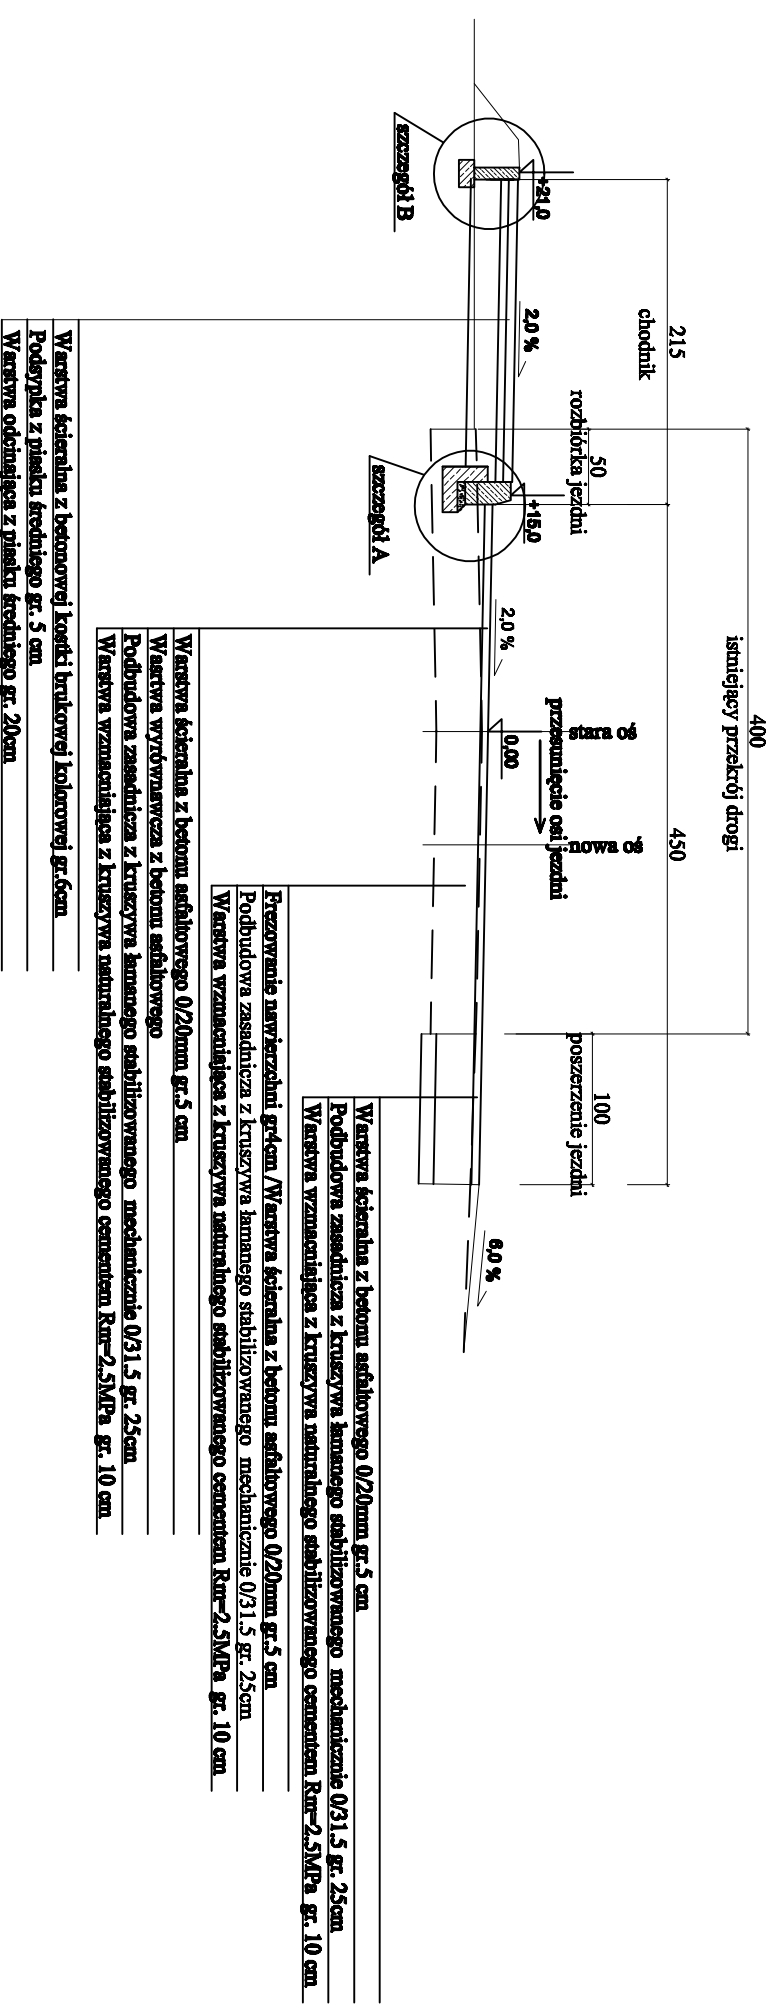 istniejący przekrój drogi
400
215
chodnik
450
50
rozbiórka jezdni
100
poszerzenie jezdni
stara oś
nowa oś
przesunięcie osi jezdni
+21,0
2,0 %
+15,0
2,0 %
0,00
6,0 %
szczegół B
szczegół A
Warstwa ścieralna z betonu asfaltowego 0/20mm gr.5 cm
Podbudowa zasadnicza z kruszywa łamanego stabilizowanego mechanicznie 0/31.5 gr. 25cm
Warstwa wzmacniająca z kruszywa naturalnego stabilizowanego cementem Rm=2,5MPa gr. 10 cm
Frezowanie nawierzchni gr4cm /Warstwa ścieralna z betonu asfaltowego 0/20mm gr.5 cm
Podbudowa zasadnicza z kruszywa łamanego stabilizowanego mechanicznie 0/31.5 gr. 25cm
Warstwa wzmacniająca z kruszywa naturalnego stabilizowanego cementem Rm=2,5MPa gr. 10 cm
Warstwa ścieralna z betonu asfaltowego 0/20mm gr.5 cm
Wasrtwa wyrównawcza z betonu asfaltowego
Podbudowa zasadnicza z kruszywa łamanego stabilizowanego mechanicznie 0/31.5 gr. 25cm
Warstwa wzmacniająca z kruszywa naturalnego stabilizowanego cementem Rm=2,5MPa gr. 10 cm
Warstwa ścieralna z betonowej kostki brukowej kolorowej gr.6cm
Podsypka z piasku średniego gr. 5 cm
Warstwa odcinająca z piasku średniego gr. 20cm